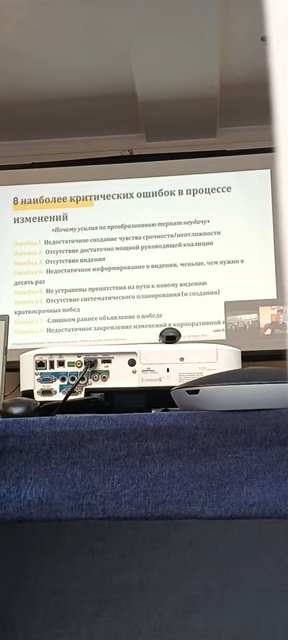 8 наиболее критических ошибок в процессе
изменений
«Почему усилия по преобразованию терпят неудачу»
Ошибка 1 Недостаточное создание чувства срочности/неотложности
Ошибка 2 Отсутствие достаточно мощной руководящей коалиции
Ошибка 3 Отсутствие видения
Ошибка 4 Недостаточное информирование о видении, меньше, чем нужно в
десять раз
Ошибка 5 Не устранены препятствия на пути к новому видению
Ошибка 6 Отсутствие систематического планирования (и создания)
краткосрочных побед
Ошибка 7 Слишком раннее объявление о победе
Ошибка 8 Недостаточное закрепление изменений в корпоративной